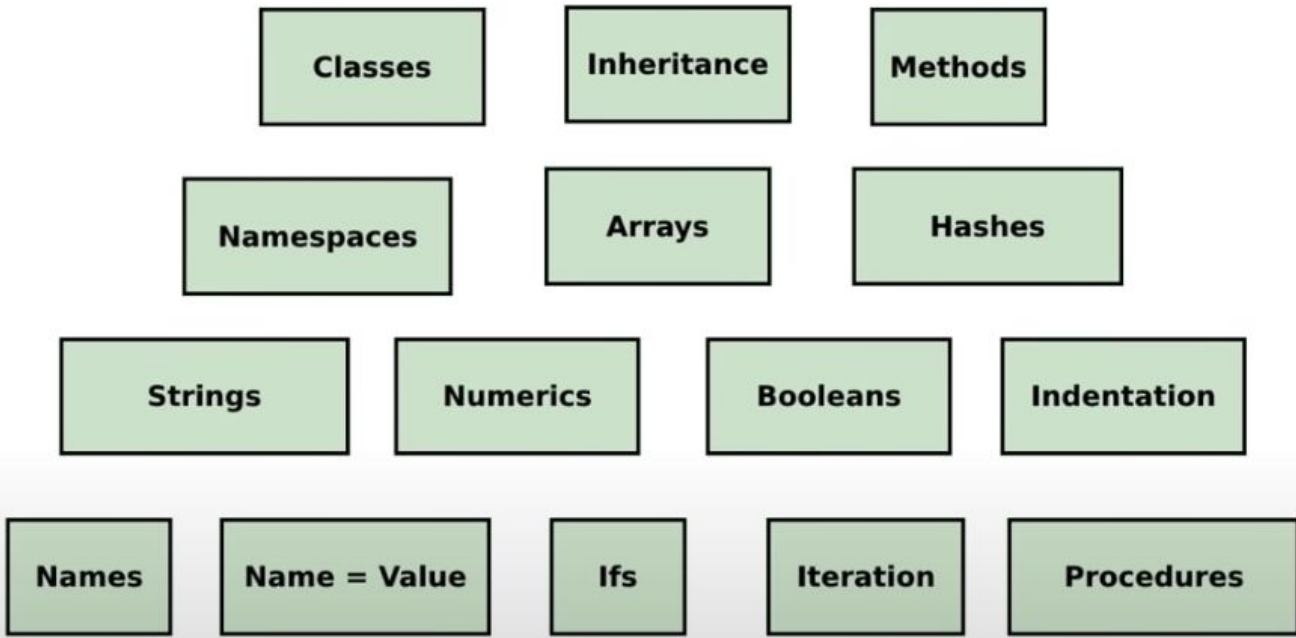 Classes
Inheritance
Methods
Namespaces
Arrays
Hashes
Strings
Numerics
Booleans
Indentation
Names
Name = Value
Ifs
Iteration
Procedures